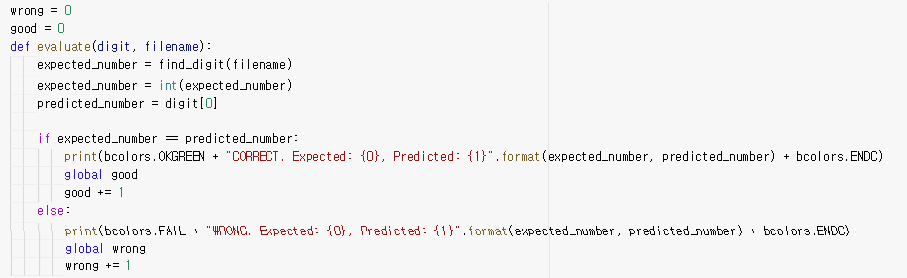 wrong = 0
good = 0
def evaluate(digit, filename):
    expected_number = find_digit(filename)
    expected_number = int(expected_number)
    predicted_number = digit[0]
    if expected_number == predicted_number:
        print(bcolors.OKGREEN + "CORRECT. Expected: {0}, Predicted: {1}".format(expected_number, predicted_number) + bcolors.ENDC)
        global good
        good += 1
    else:
        print(bcolors.FAIL + "WRONG. Expected: {0}, Predicted: {1}".format(expected_number, predicted_number) + bcolors.ENDC)
        global wrong
        wrong += 1